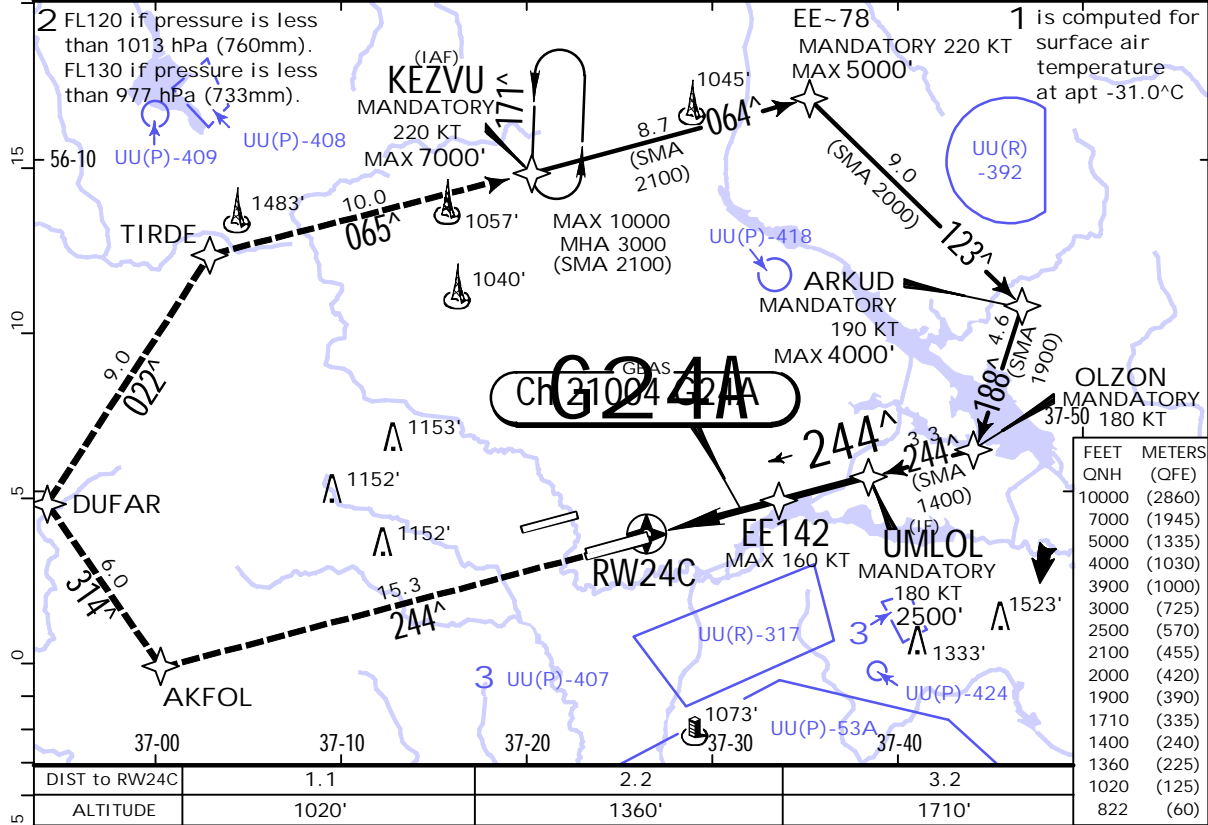 2 FL120 if pressure is less
than 1013 hPa (760mm).
FL130 if pressure is less
than 977 hPa (733mm).
EE~78
MANDATORY 220 KT
MAX 5000'
1 is computed for
surface air
temperature
at apt -31.0^C
(IAF)
KEZVU
MANDATORY
220 KT
MAX 7000'
171^
1045'
064^
8.7
(SMA
2100)
9.0
(SMA 2000)
123^
UU(R)
-392
UU(P)-408
UU(P)-409
56-10
15
1483'
10.0
065^
1057'
TIRDE
MAX 10000
MHA 3000
(SMA 2100)
UU(P)-418
1040'
ARKUD
MANDATORY
190 KT
MAX 4000'
4.6
188^
(SMA
1900)
10
9.0
022^
GBAS
Ch 21004 G24A
G24A
OLZON
MANDATORY
180 KT
37-50
1153'
244^
3.3
244^
(SMA
1400)
1152'
5
DUFAR
1152'
EE142
MAX 160 KT
(IF)
UMLOL
MANDATORY
180 KT
2500'
RW24C
6.0
314^
15.3
244^
1523'
UU(R)-317
3
1333'
0
AKFOL
3 UU(P)-407
UU(P)-424
1073'
UU(P)-53A
37-00
37-10
37-20
37-30
37-40
FEET METERS
QNH (QFE)
10000 (2860)
7000 (1945)
5000 (1335)
4000 (1030)
3900 (1000)
3000 (725)
2500 (570)
2100 (455)
2000 (420)
1900 (390)
1710 (335)
1400 (240)
1360 (225)
1020 (125)
822 (60)
DIST to RW24C 1.1 2.2 3.2
ALTITUDE 1020' 1360' 1710'
5